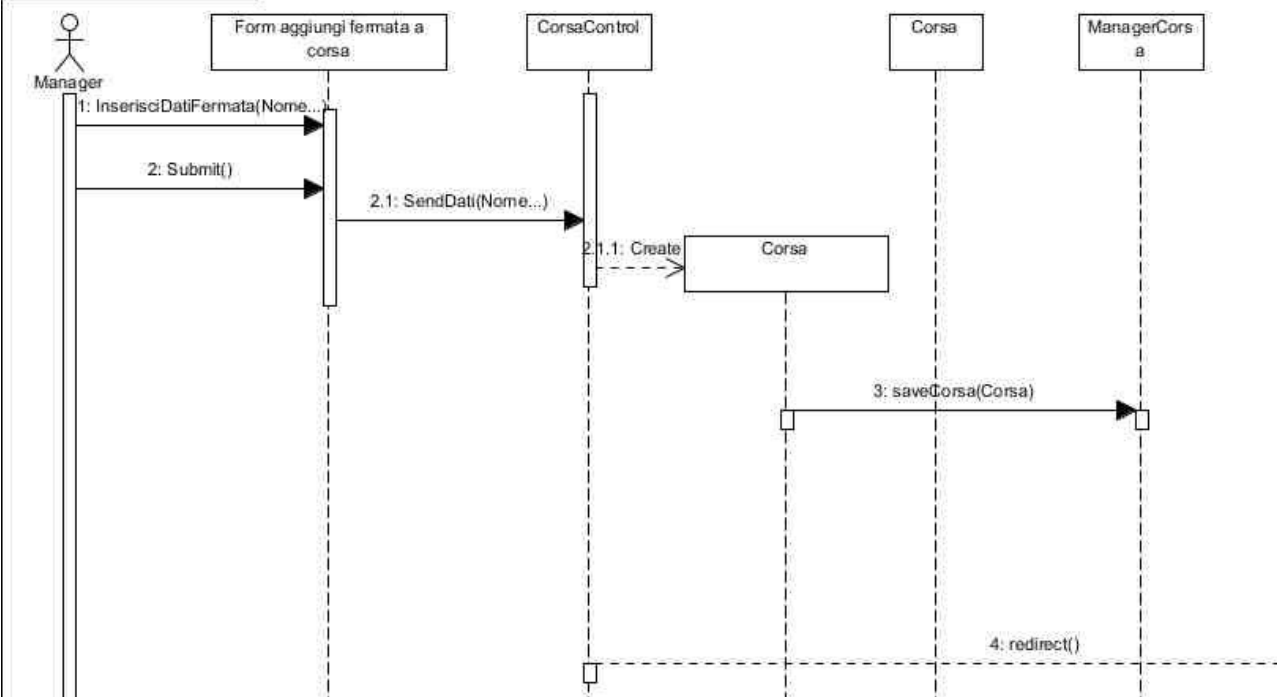 Form aggiungi fermata a
corsa
CorsaControl
Corsa
ManagerCors
a
Manager
1: InserisciDatiFermata(Nome...)
2: Submit()
2.1: SendDati(Nome...)
2.1.1: Create
Corsa
3: saveCorsa(Corsa)
4: redirect()